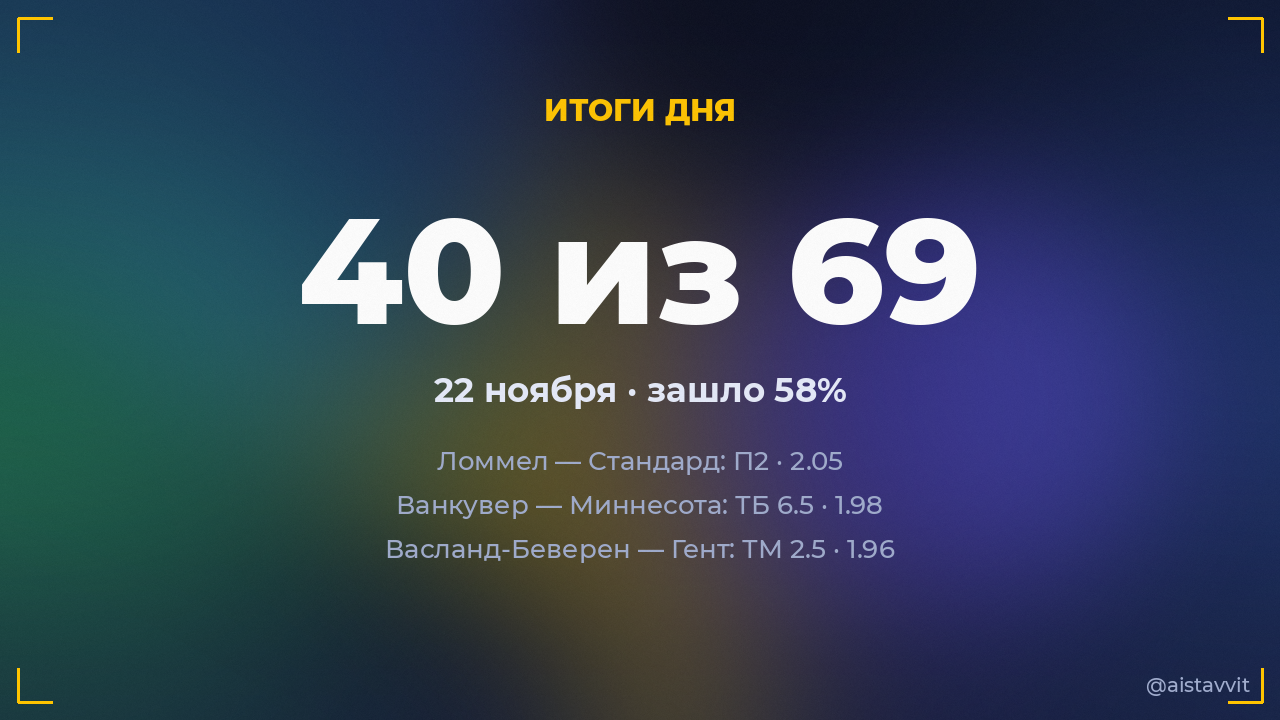 ИТОГИ ДНЯ
40 из 69
22 ноября · зашло 58%
Ломмел — Стандард: П2 · 2.05
Ванкувер — Миннесота: ТБ 6.5 · 1.98
Васланд-Беверен — Гент: ТМ 2.5 · 1.96
@aistavvit